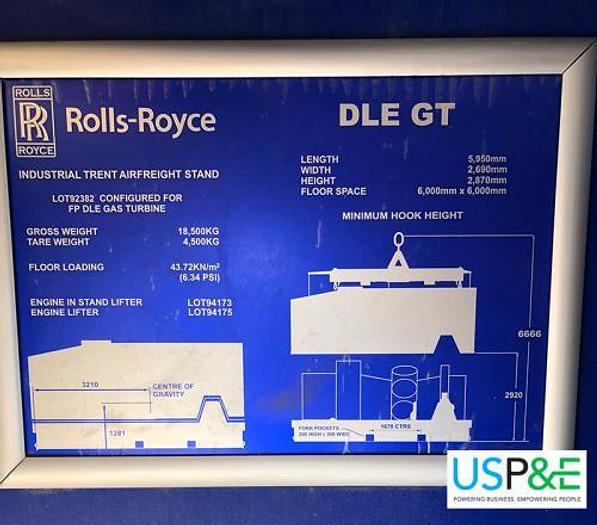 ROLLS
RR
ROYCE
Rolls-Royce
DLE GT
INDUSTRIAL TRENT AIRFREIGHT STAND
LOT92382 CONFIGURED FOR
FP DLE GAS TURBINE
GROSS WEIGHT 18,500KG
TARE WEIGHT 4,500KG
FLOOR LOADING 43.72KN/m²
(6.34 PSI)
ENGINE IN STAND LIFTER LOT94173
ENGINE LIFTER LOT94175
LENGTH 5,950mm
WIDTH 2,690mm
HEIGHT 2,870mm
FLOOR SPACE 6,000mm x 6,000mm
MINIMUM HOOK HEIGHT
6666
2920
3210
CENTRE OF
GRAVITY
1281
FORK POCKETS
200 HIGH x 300 WIDE
1678 CTRS
USP&E
POWERING BUSINESS. EMPOWERING PEOPLE